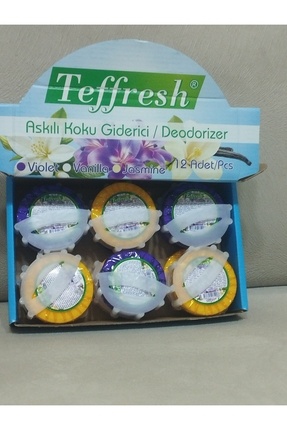 Teffresh®
Askılı Koku Giderici / Deodorizer
Violet Vanilla Jasmine 12 Adet/Pcs